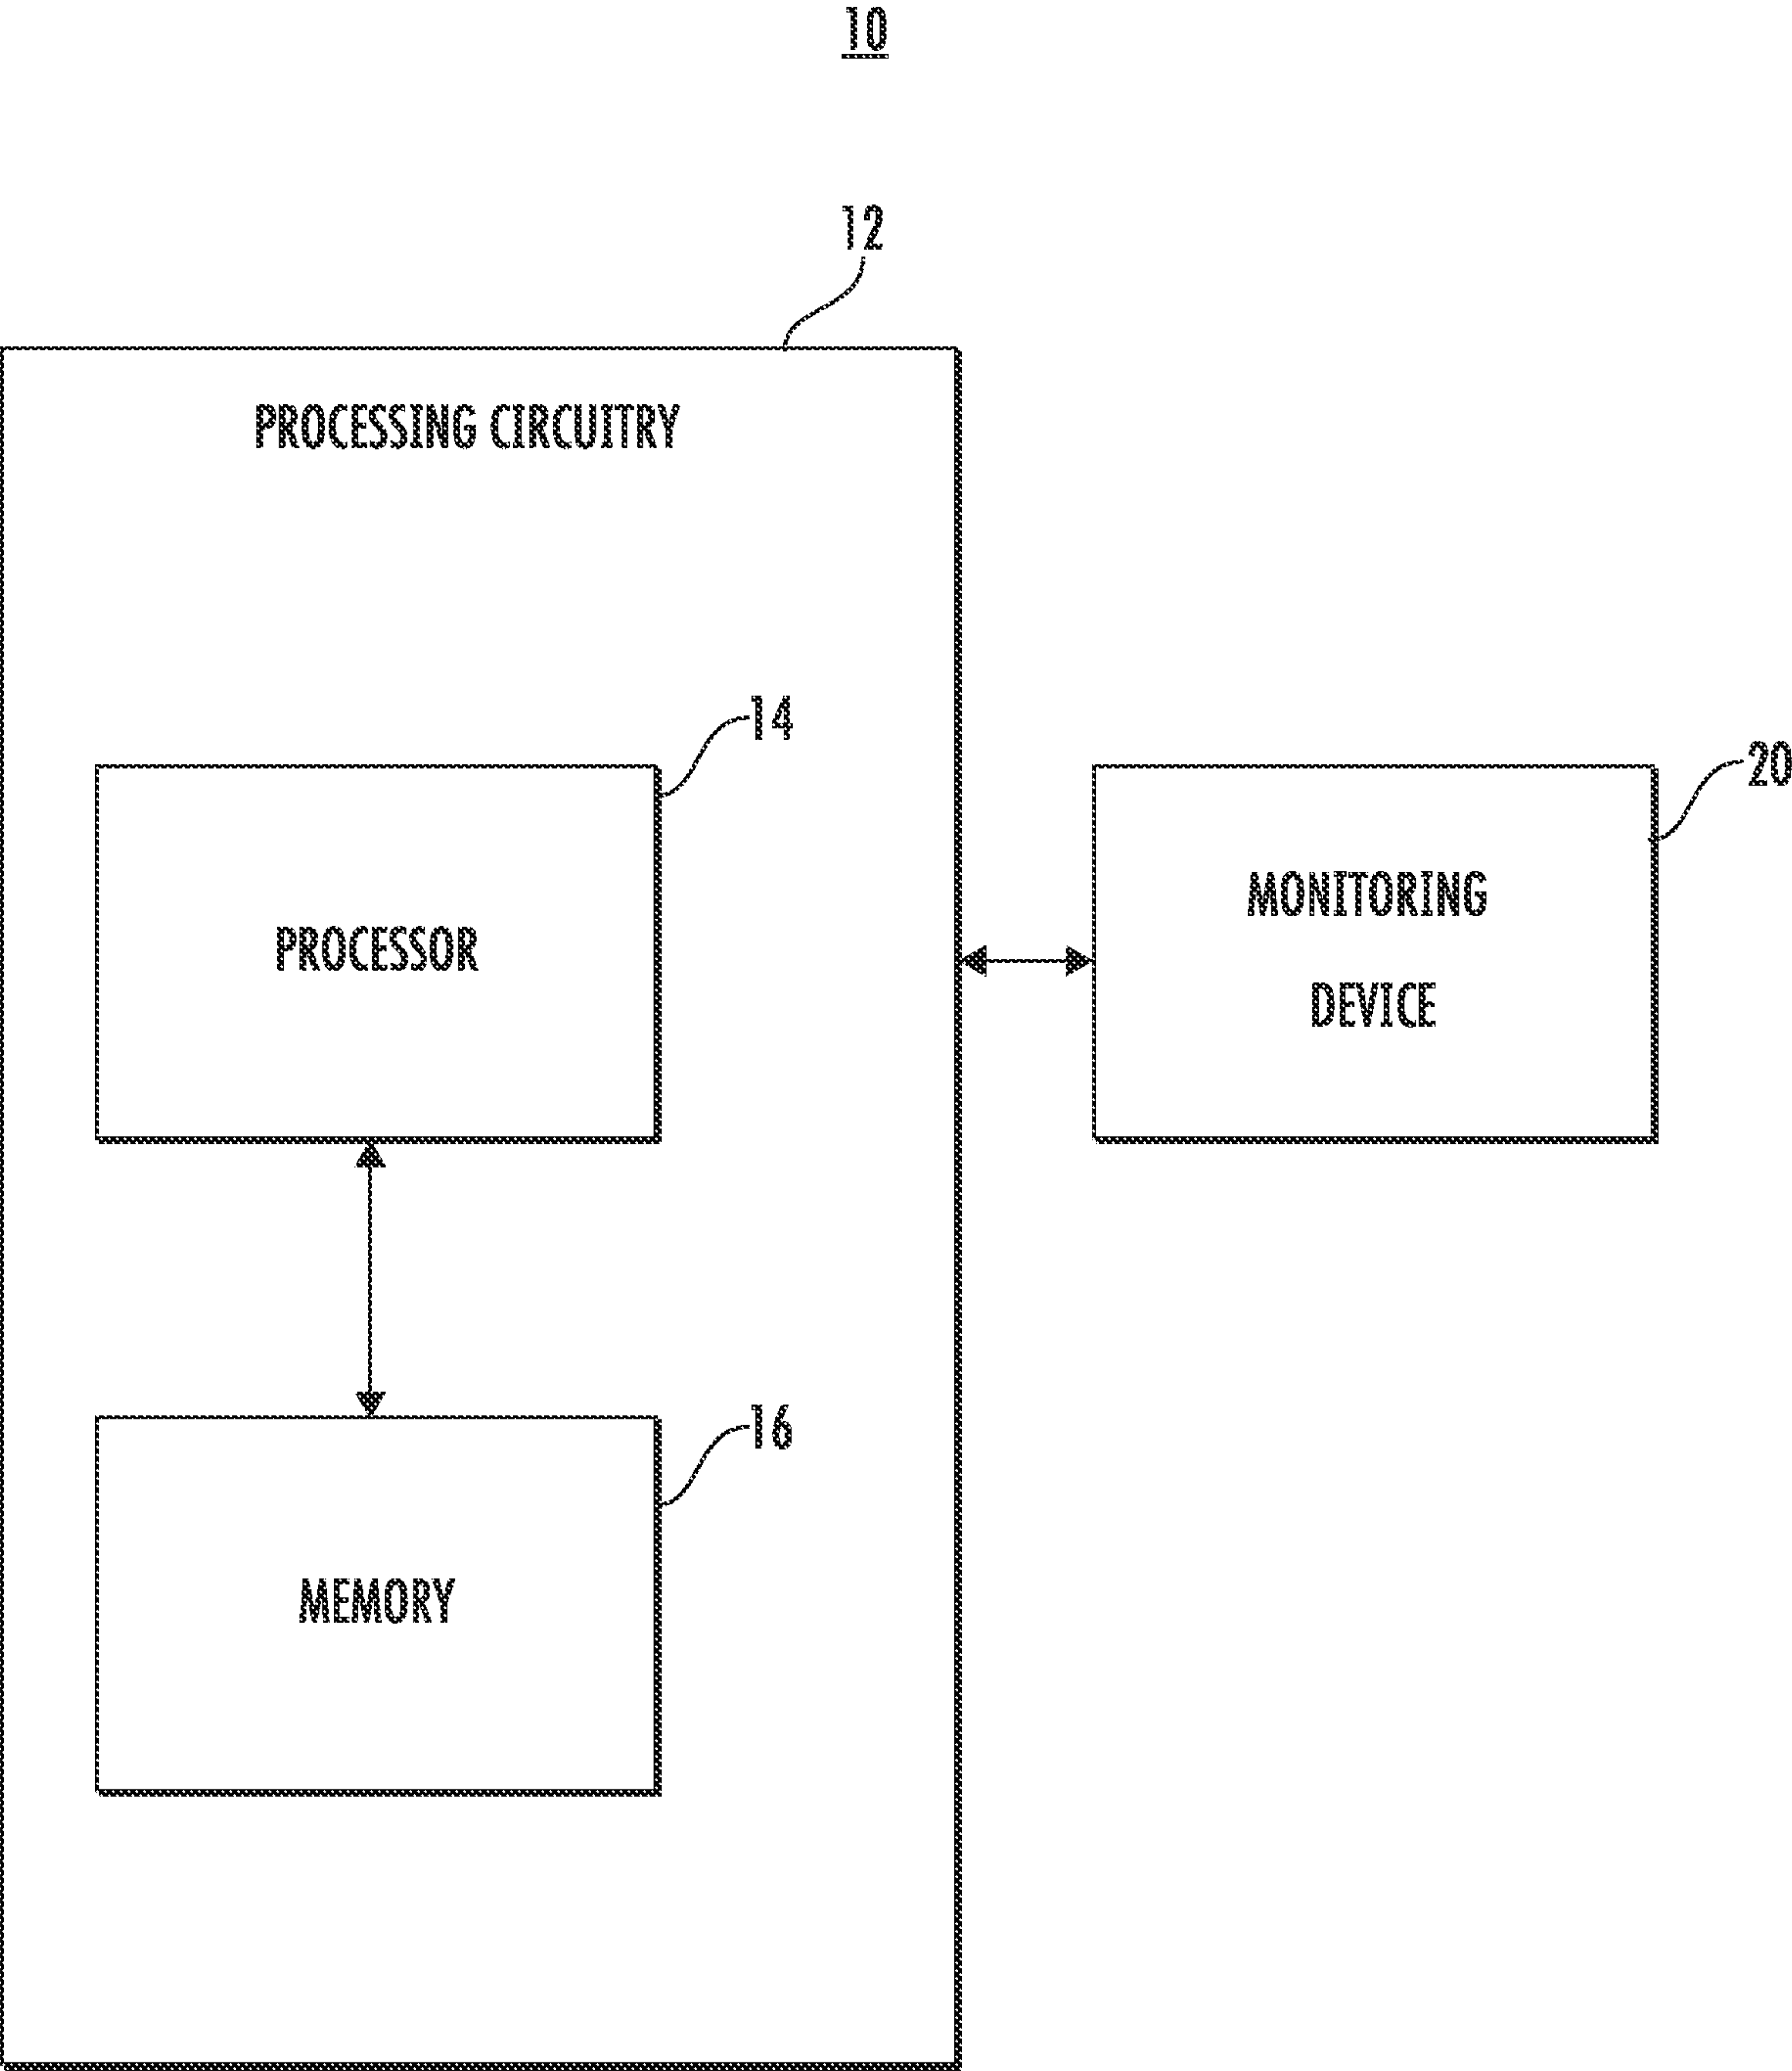 10
12
PROCESSING CIRCUITRY
14
PROCESSOR
20
MONITORING
DEVICE
16
MEMORY